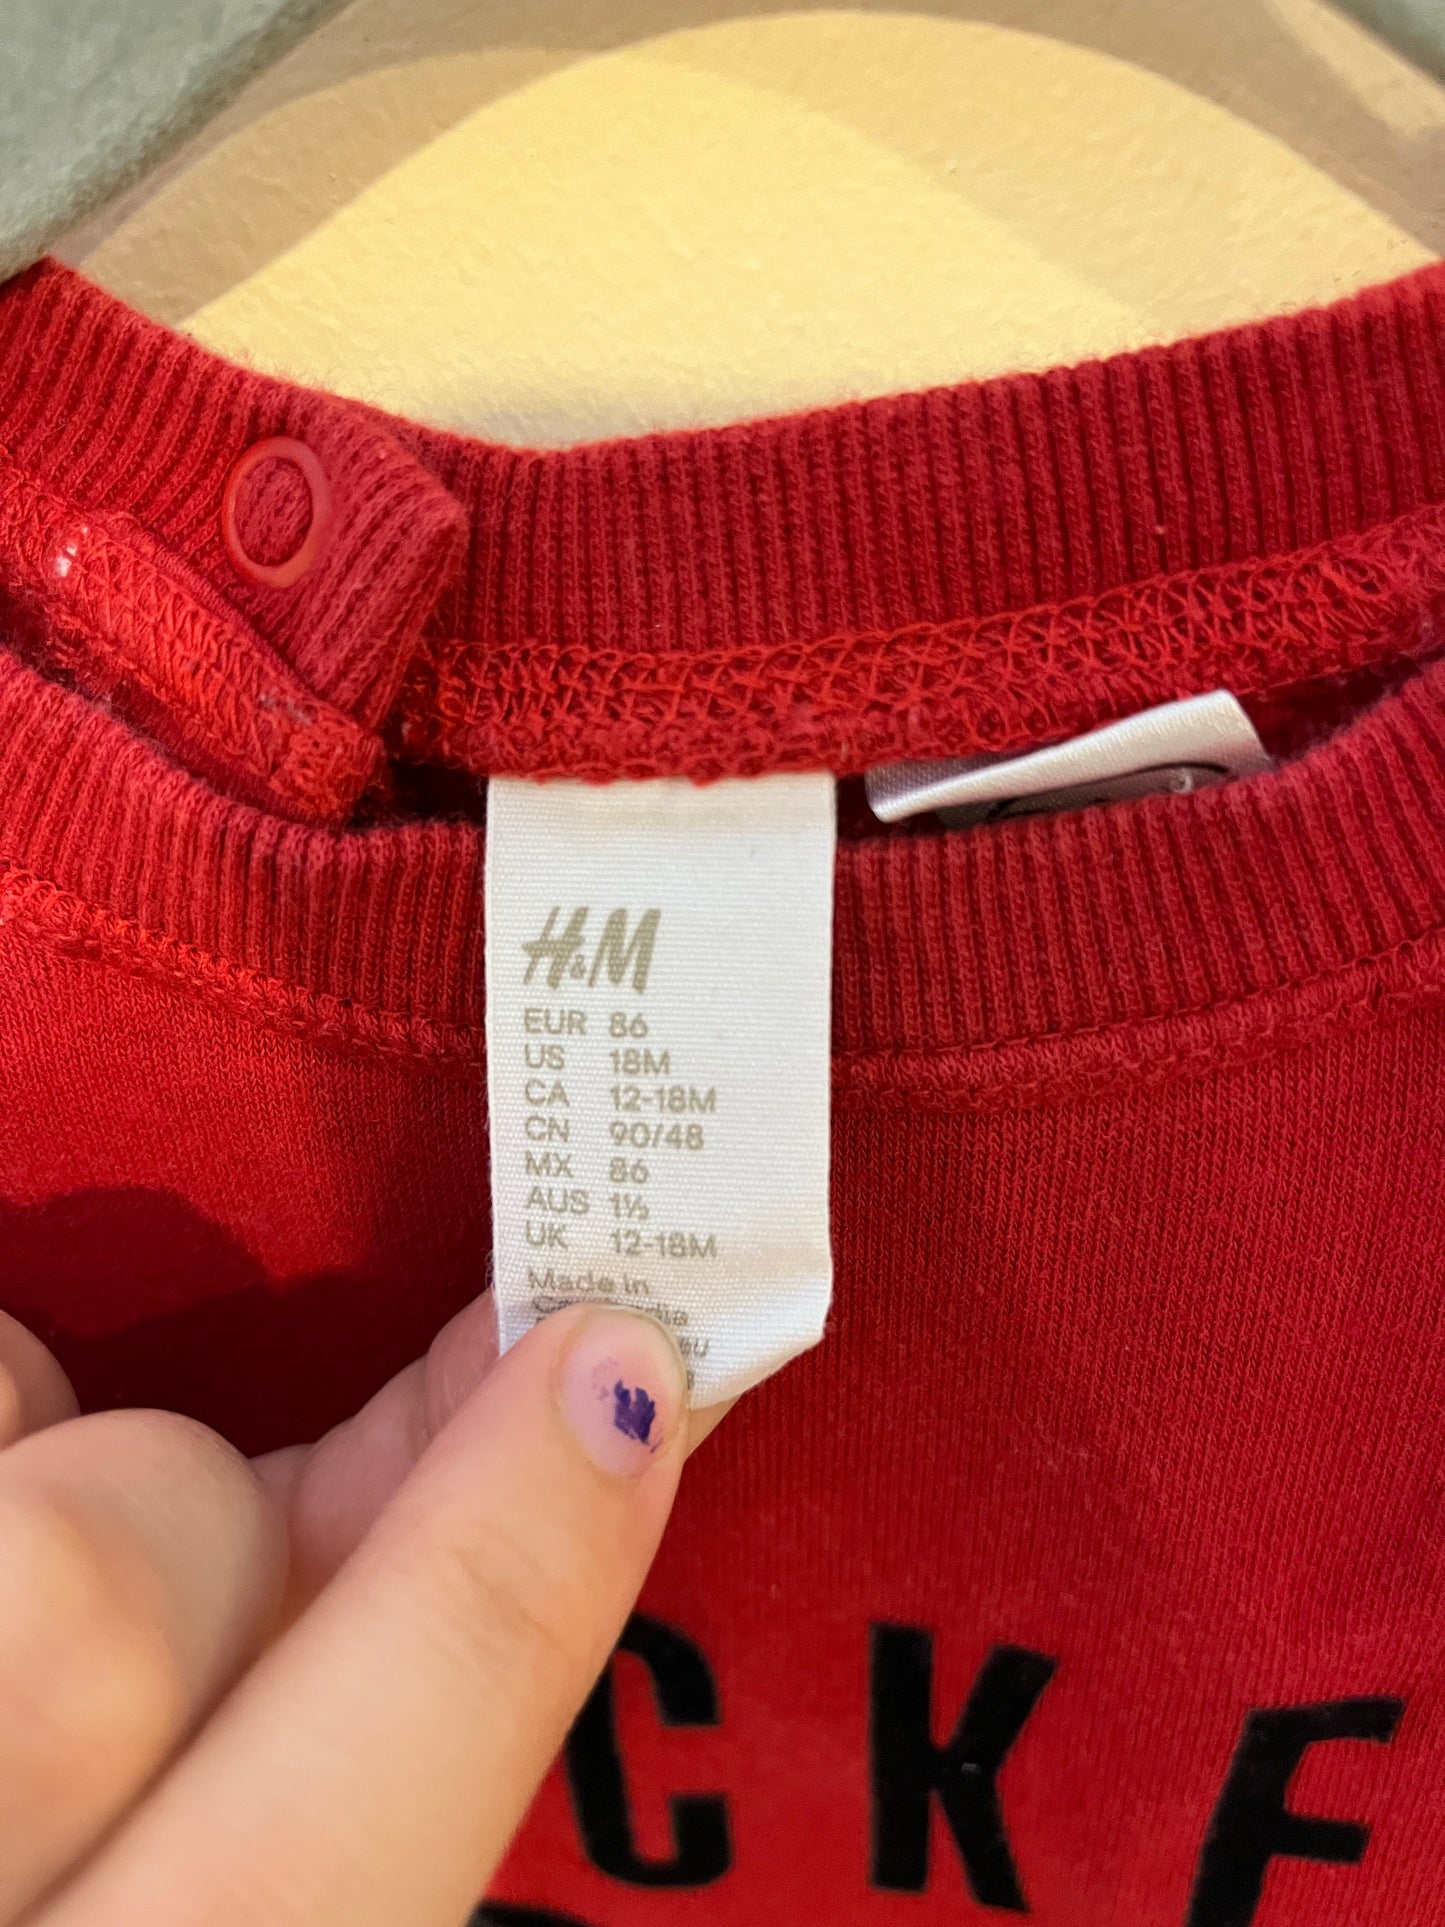 H&M
EUR 86
US 18M
CA 12-18M
CN 90/48
MX 86
AUS 1½
UK 12-18M
Made in
CKE